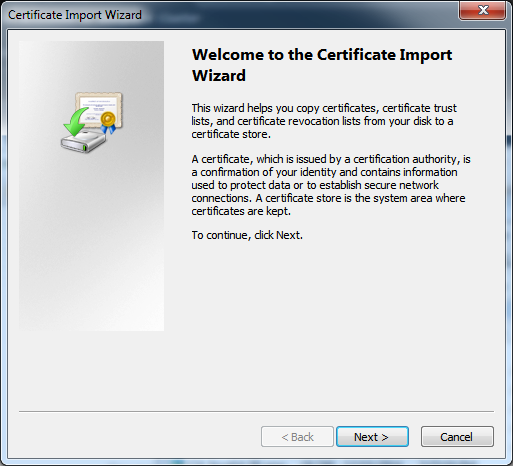 Certificate Import Wizard
Welcome to the Certificate Import
Wizard
This wizard helps you copy certificates, certificate trust
lists, and certificate revocation lists from your disk to a
certificate store.
A certificate, which is issued by a certification authority, is
a confirmation of your identity and contains information
used to protect data or to establish secure network
connections. A certificate store is the system area where
certificates are kept.
To continue, click Next.
< Back
Next >
Cancel